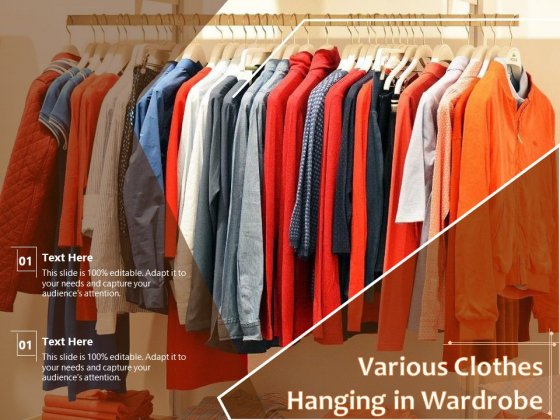 01
Text Here
This slide is 100% editable. Adapt it to
your needs and capture your
audience's attention.
01
Text Here
This slide is 100% editable. Adapt it to
your needs and capture your
audience's attention.
Various Clothes
Hanging in Wardrobe